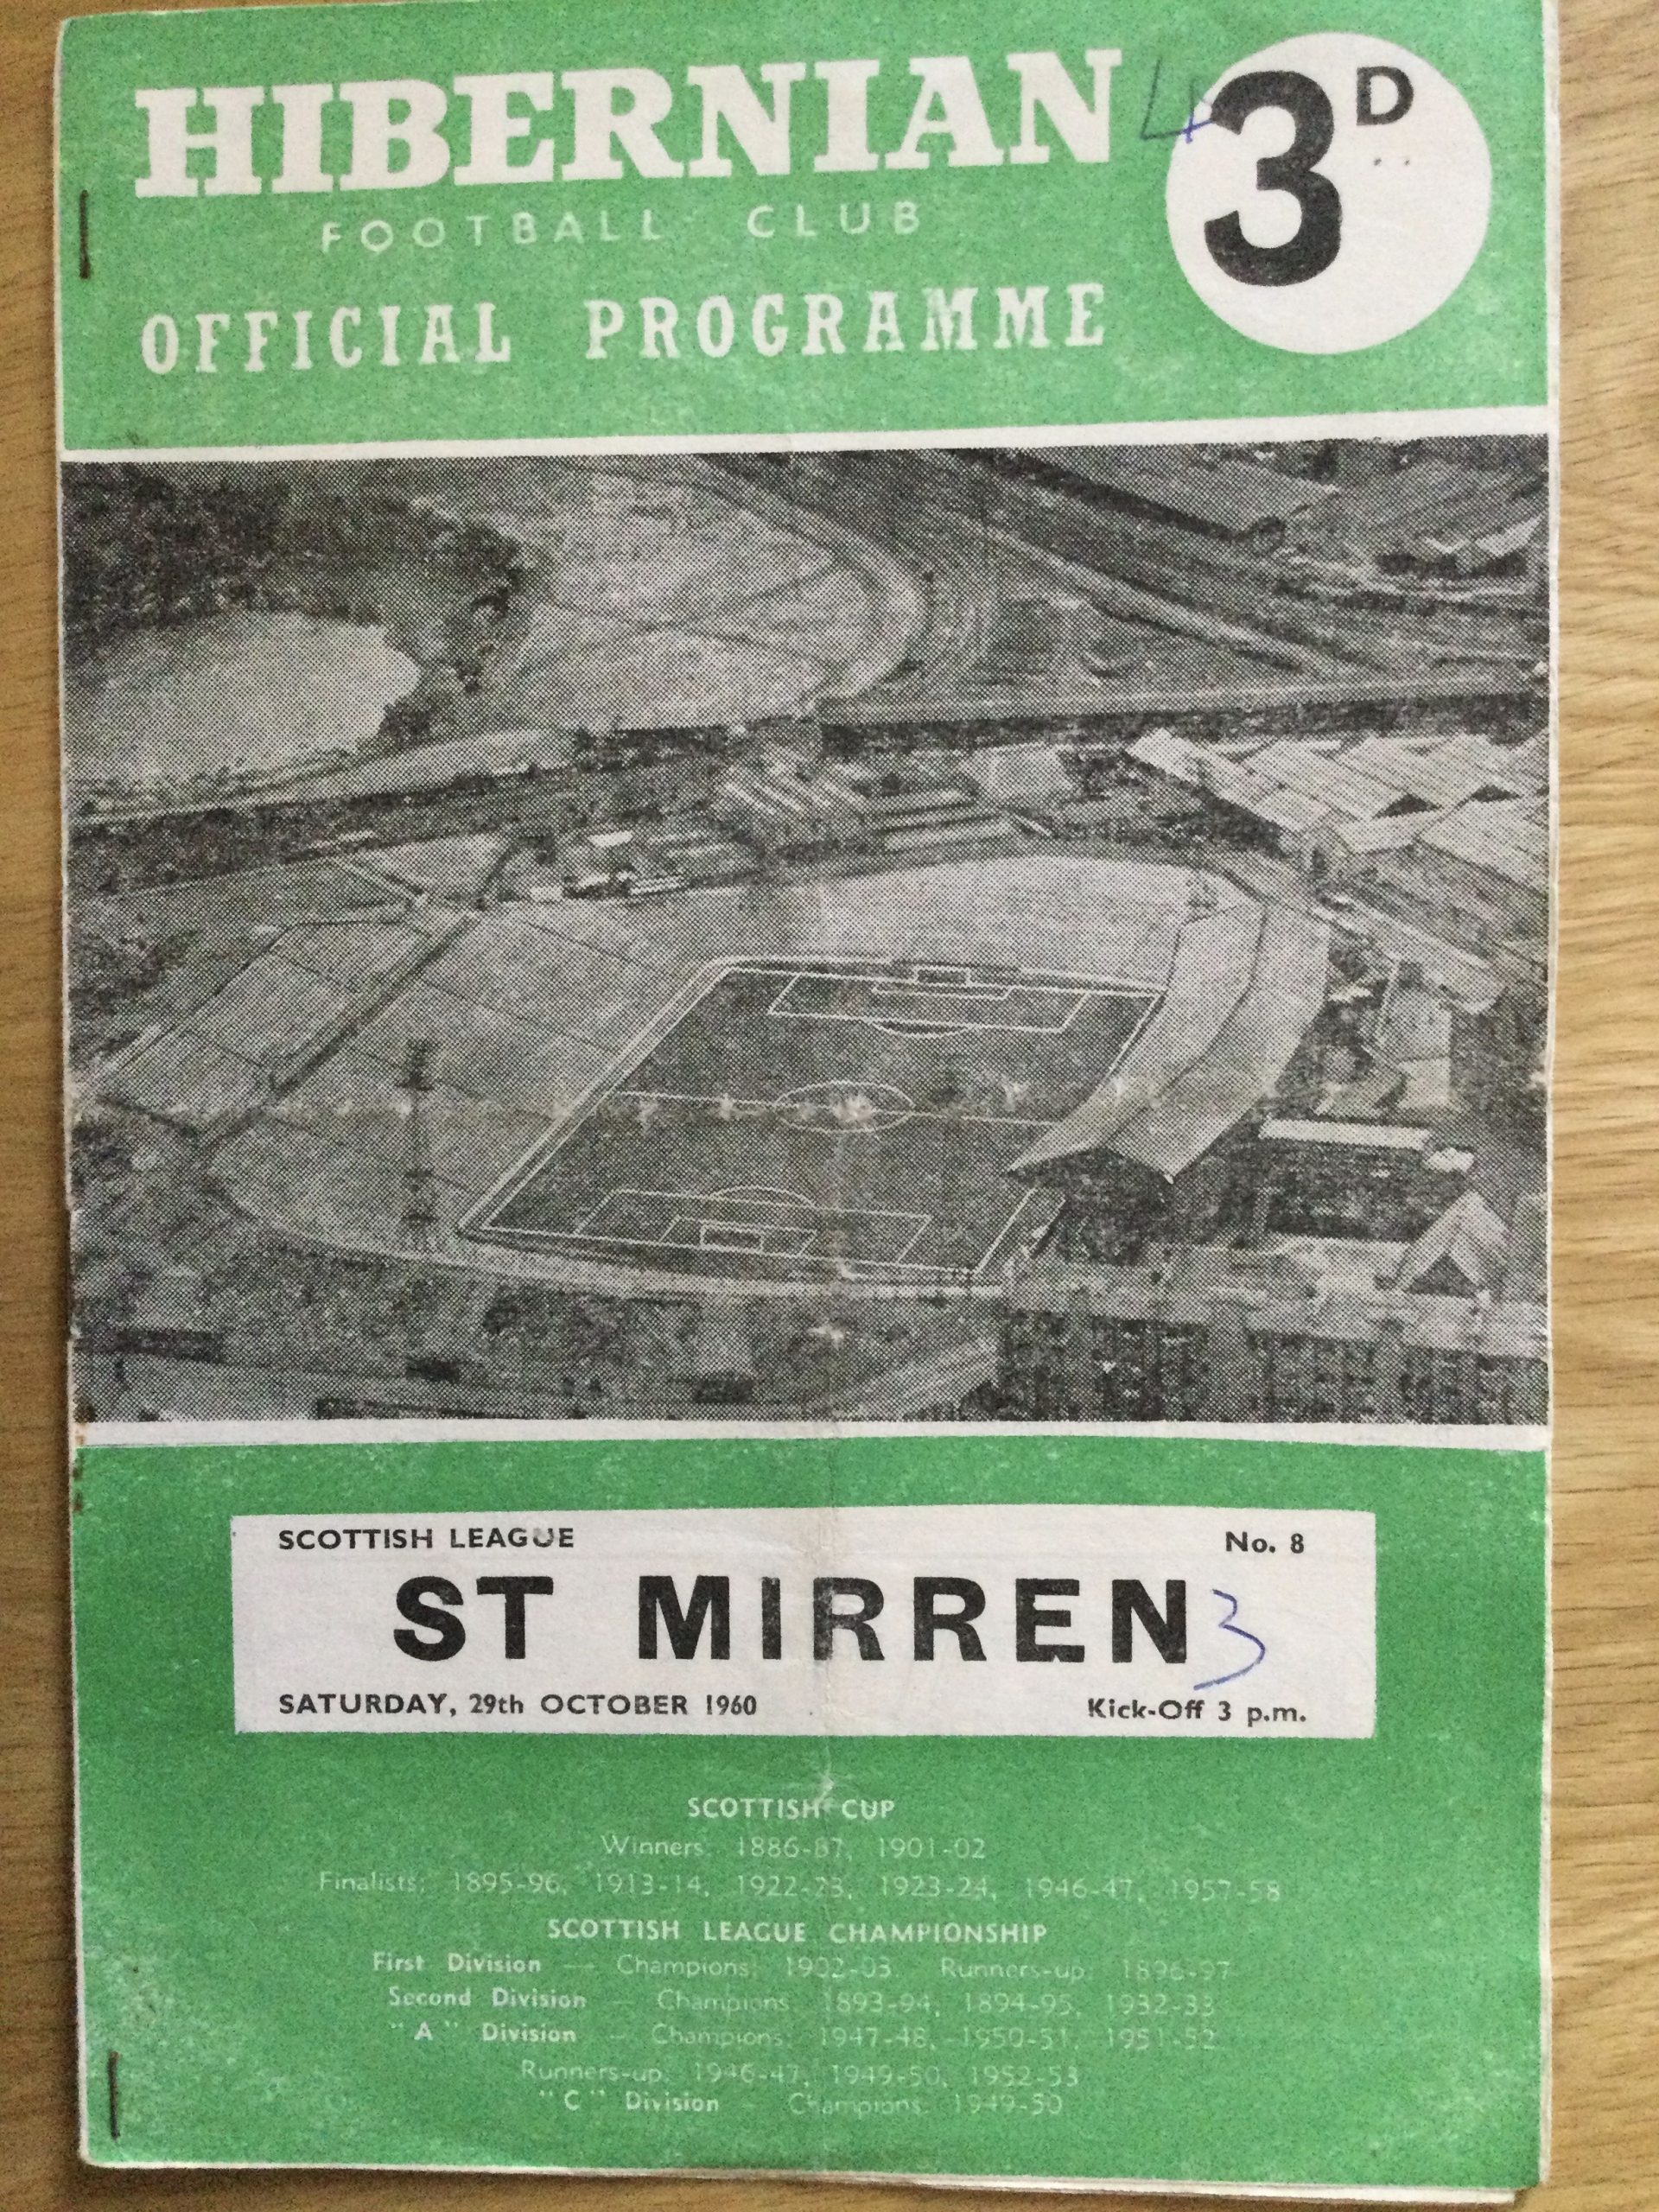 HIBERNIAN 4
3D
FOOTBALL CLUB
OFFICIAL PROGRAMME
SCOTTISH LEAGUE No. 8
ST MIRREN 3
SATURDAY, 29th OCTOBER 1960 Kick-Off 3 p.m.
SCOTTISH CUP
Winners: 1886-87, 1901-02
Finalists: 1895-96, 1913-14, 1922-23, 1923-24, 1946-47, 1957-58
SCOTTISH LEAGUE CHAMPIONSHIP
First Division — Champions: 1902-03. Runners-up: 1896-97
Second Division — Champions: 1893-94, 1894-95, 1932-33
"A" Division — Champions: 1947-48, 1950-51, 1951-52
Runners-up: 1946-47, 1949-50, 1952-53
"C" Division — Champions: 1949-50